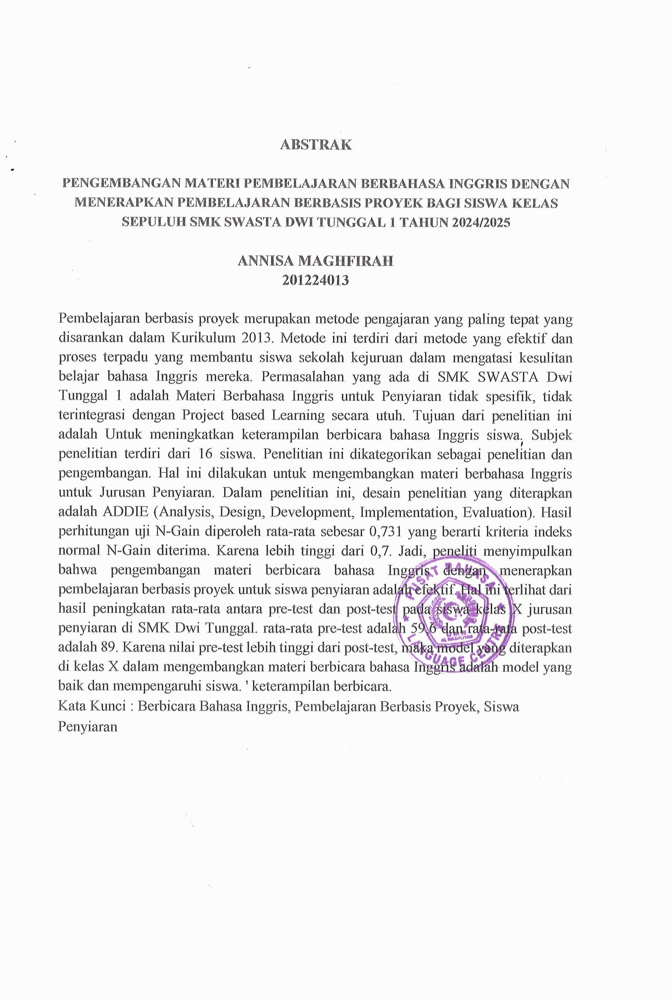 ABSTRAK
PENGEMBANGAN MATERI PEMBELAJARAN BERBAHASA INGGRIS DENGAN
MENERAPKAN PEMBELAJARAN BERBASIS PROYEK BAGI SISWA KELAS
SEPULUH SMK SWASTA DWI TUNGGAL 1 TAHUN 2024/2025
ANNISA MAGHFIRAH
201224013
Pembelajaran berbasis proyek merupakan metode pengajaran yang paling tepat yang
disarankan dalam Kurikulum 2013. Metode ini terdiri dari metode yang efektif dan
proses terpadu yang membantu siswa sekolah kejuruan dalam mengatasi kesulitan
belajar bahasa Inggris mereka. Permasalahan yang ada di SMK SWASTA Dwi
Tunggal 1 adalah Materi Berbahasa Inggris untuk Penyiaran tidak spesifik, tidak
terintegrasi dengan Project based Learning secara utuh. Tujuan dari penelitian ini
adalah Untuk meningkatkan keterampilan berbicara bahasa Inggris siswa. Subjek
penelitian terdiri dari 16 siswa. Penelitian ini dikategorikan sebagai penelitian dan
pengembangan. Hal ini dilakukan untuk mengembangkan materi berbahasa Inggris
untuk Jurusan Penyiaran. Dalam penelitian ini, desain penelitian yang diterapkan
adalah ADDIE (Analysis, Design, Development, Implementation, Evaluation). Hasil
perhitungan uji N-Gain diperoleh rata-rata sebesar 0,731 yang berarti kriteria indeks
normal N-Gain diterima. Karena lebih tinggi dari 0,7. Jadi, peneliti menyimpulkan
bahwa pengembangan materi berbicara bahasa Inggris dengan menerapkan
pembelajaran berbasis proyek untuk siswa penyiaran adalah efektif. Hal ini terlihat dari
hasil peningkatan rata-rata antara pre-test dan post-test pada siswa kelas X jurusan
penyiaran di SMK Dwi Tunggal. rata-rata pre-test adalah 59,6 dan rata-rata post-test
adalah 89. Karena nilai pre-test lebih tinggi dari post-test, maka model yang diterapkan
di kelas X dalam mengembangkan materi berbicara bahasa Inggris adalah model yang
baik dan mempengaruhi siswa. ' keterampilan berbicara.
Kata Kunci : Berbicara Bahasa Inggris, Pembelajaran Berbasis Proyek, Siswa
Penyiaran
PUSAT BAHASA
UMN
AL WASHLIYAH
LANGUAGE CENTRE